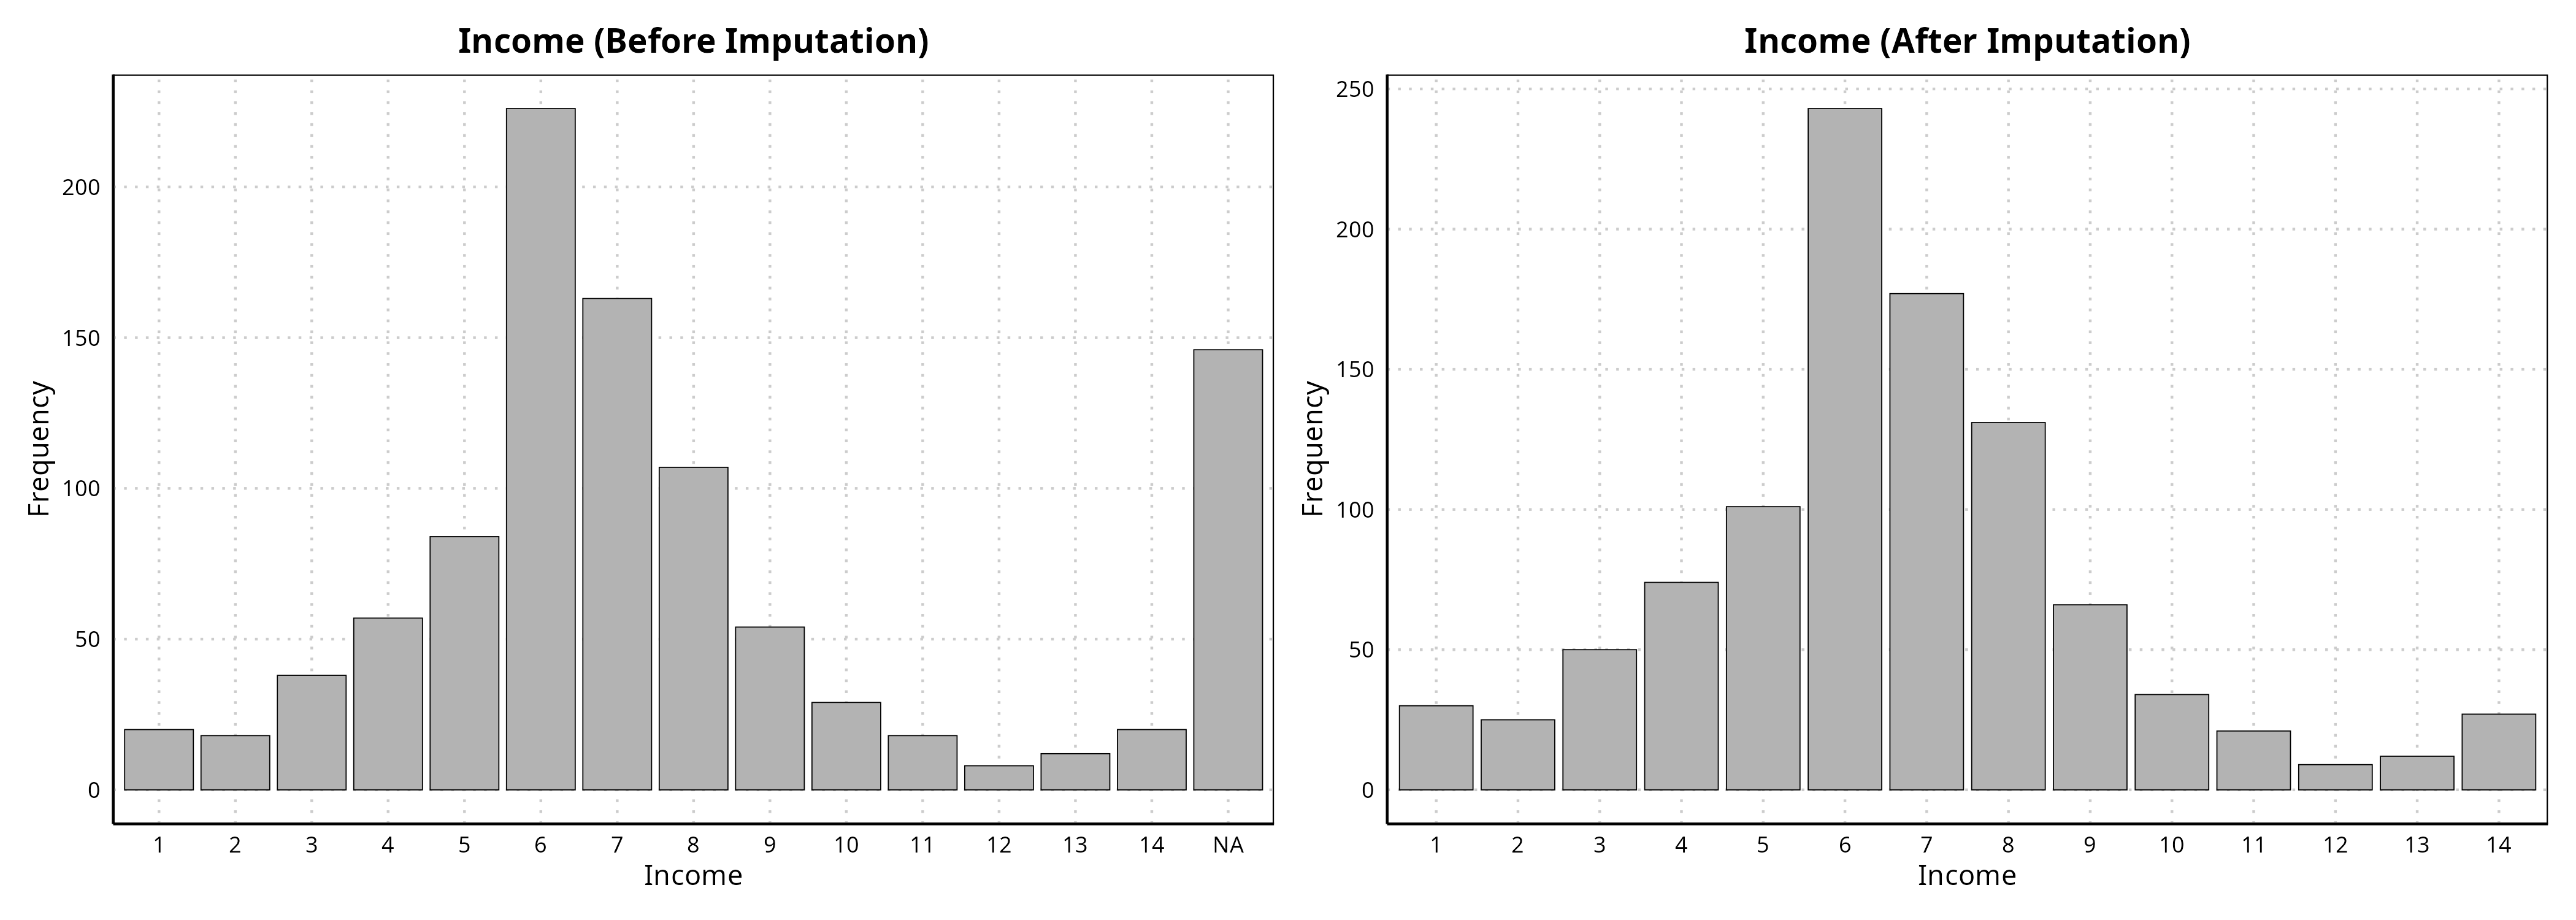 Income (Before Imputation)
Frequency
200
150
100
50
0
1 2 3 4 5 6 7 8 9 10 11 12 13 14 NA
Income
Income (After Imputation)
Frequency
250
200
150
100
50
0
1 2 3 4 5 6 7 8 9 10 11 12 13 14
Income